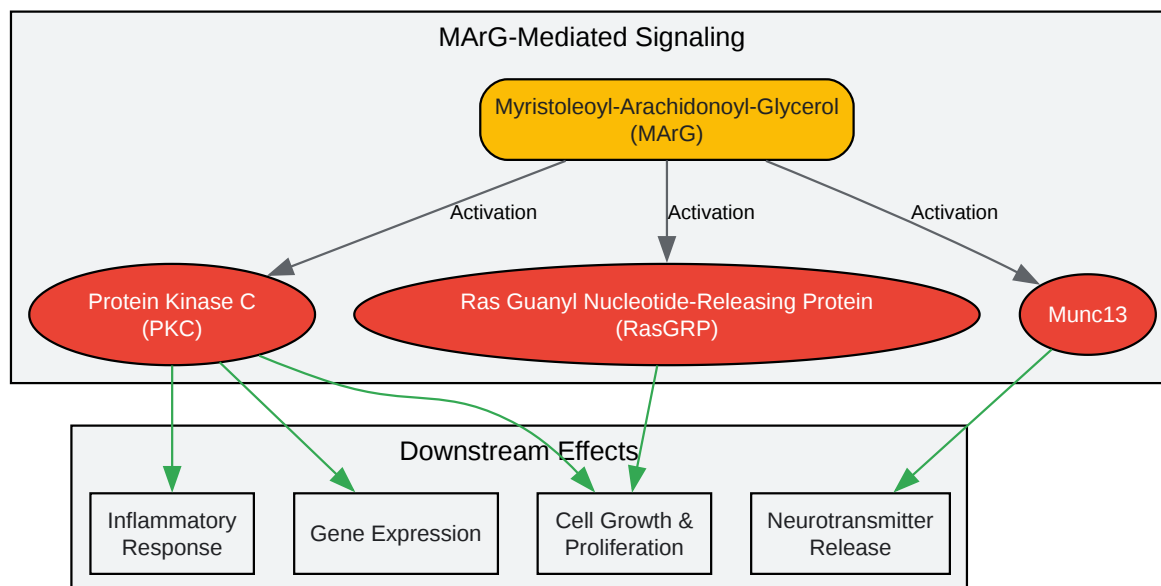 MArG-Mediated Signaling
Myristoleoyl-Arachidonoyl-Glycerol
(MArG)
Activation
Activation
Activation
Protein Kinase C
(PKC)
Ras Guanyl Nucleotide-Releasing Protein
(RasGRP)
Munc13
Downstream Effects
Inflammatory
Response
Gene Expression
Cell Growth &
Proliferation
Neurotransmitter
Release